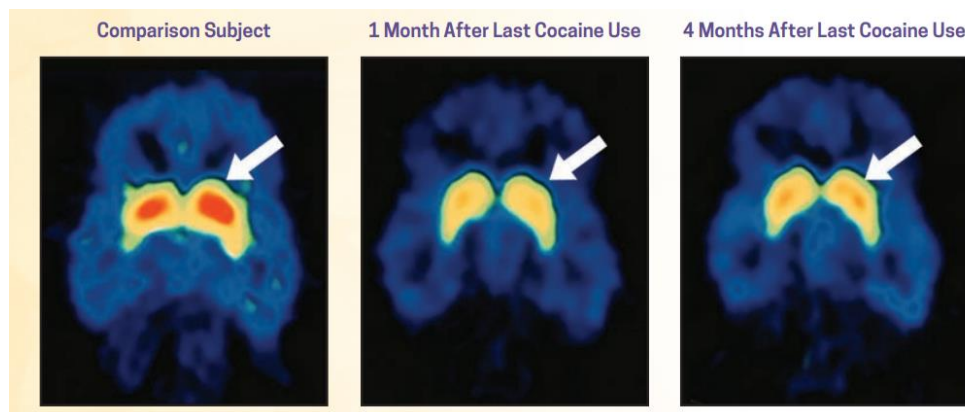 Comparison Subject
1 Month After Last Cocaine Use
4 Months After Last Cocaine Use